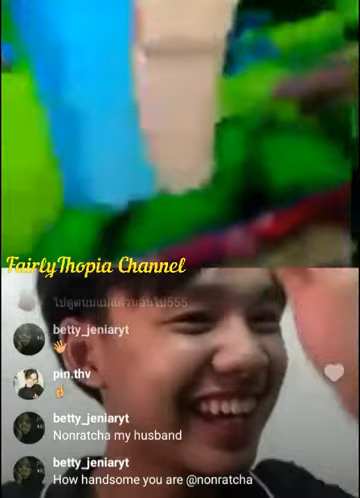 FairlyThopia Channel
betty_jeniaryt
👋
pin.thv
☝
betty_jeniaryt
Nonratcha my husband
betty_jeniaryt
How handsome you are @nonratcha